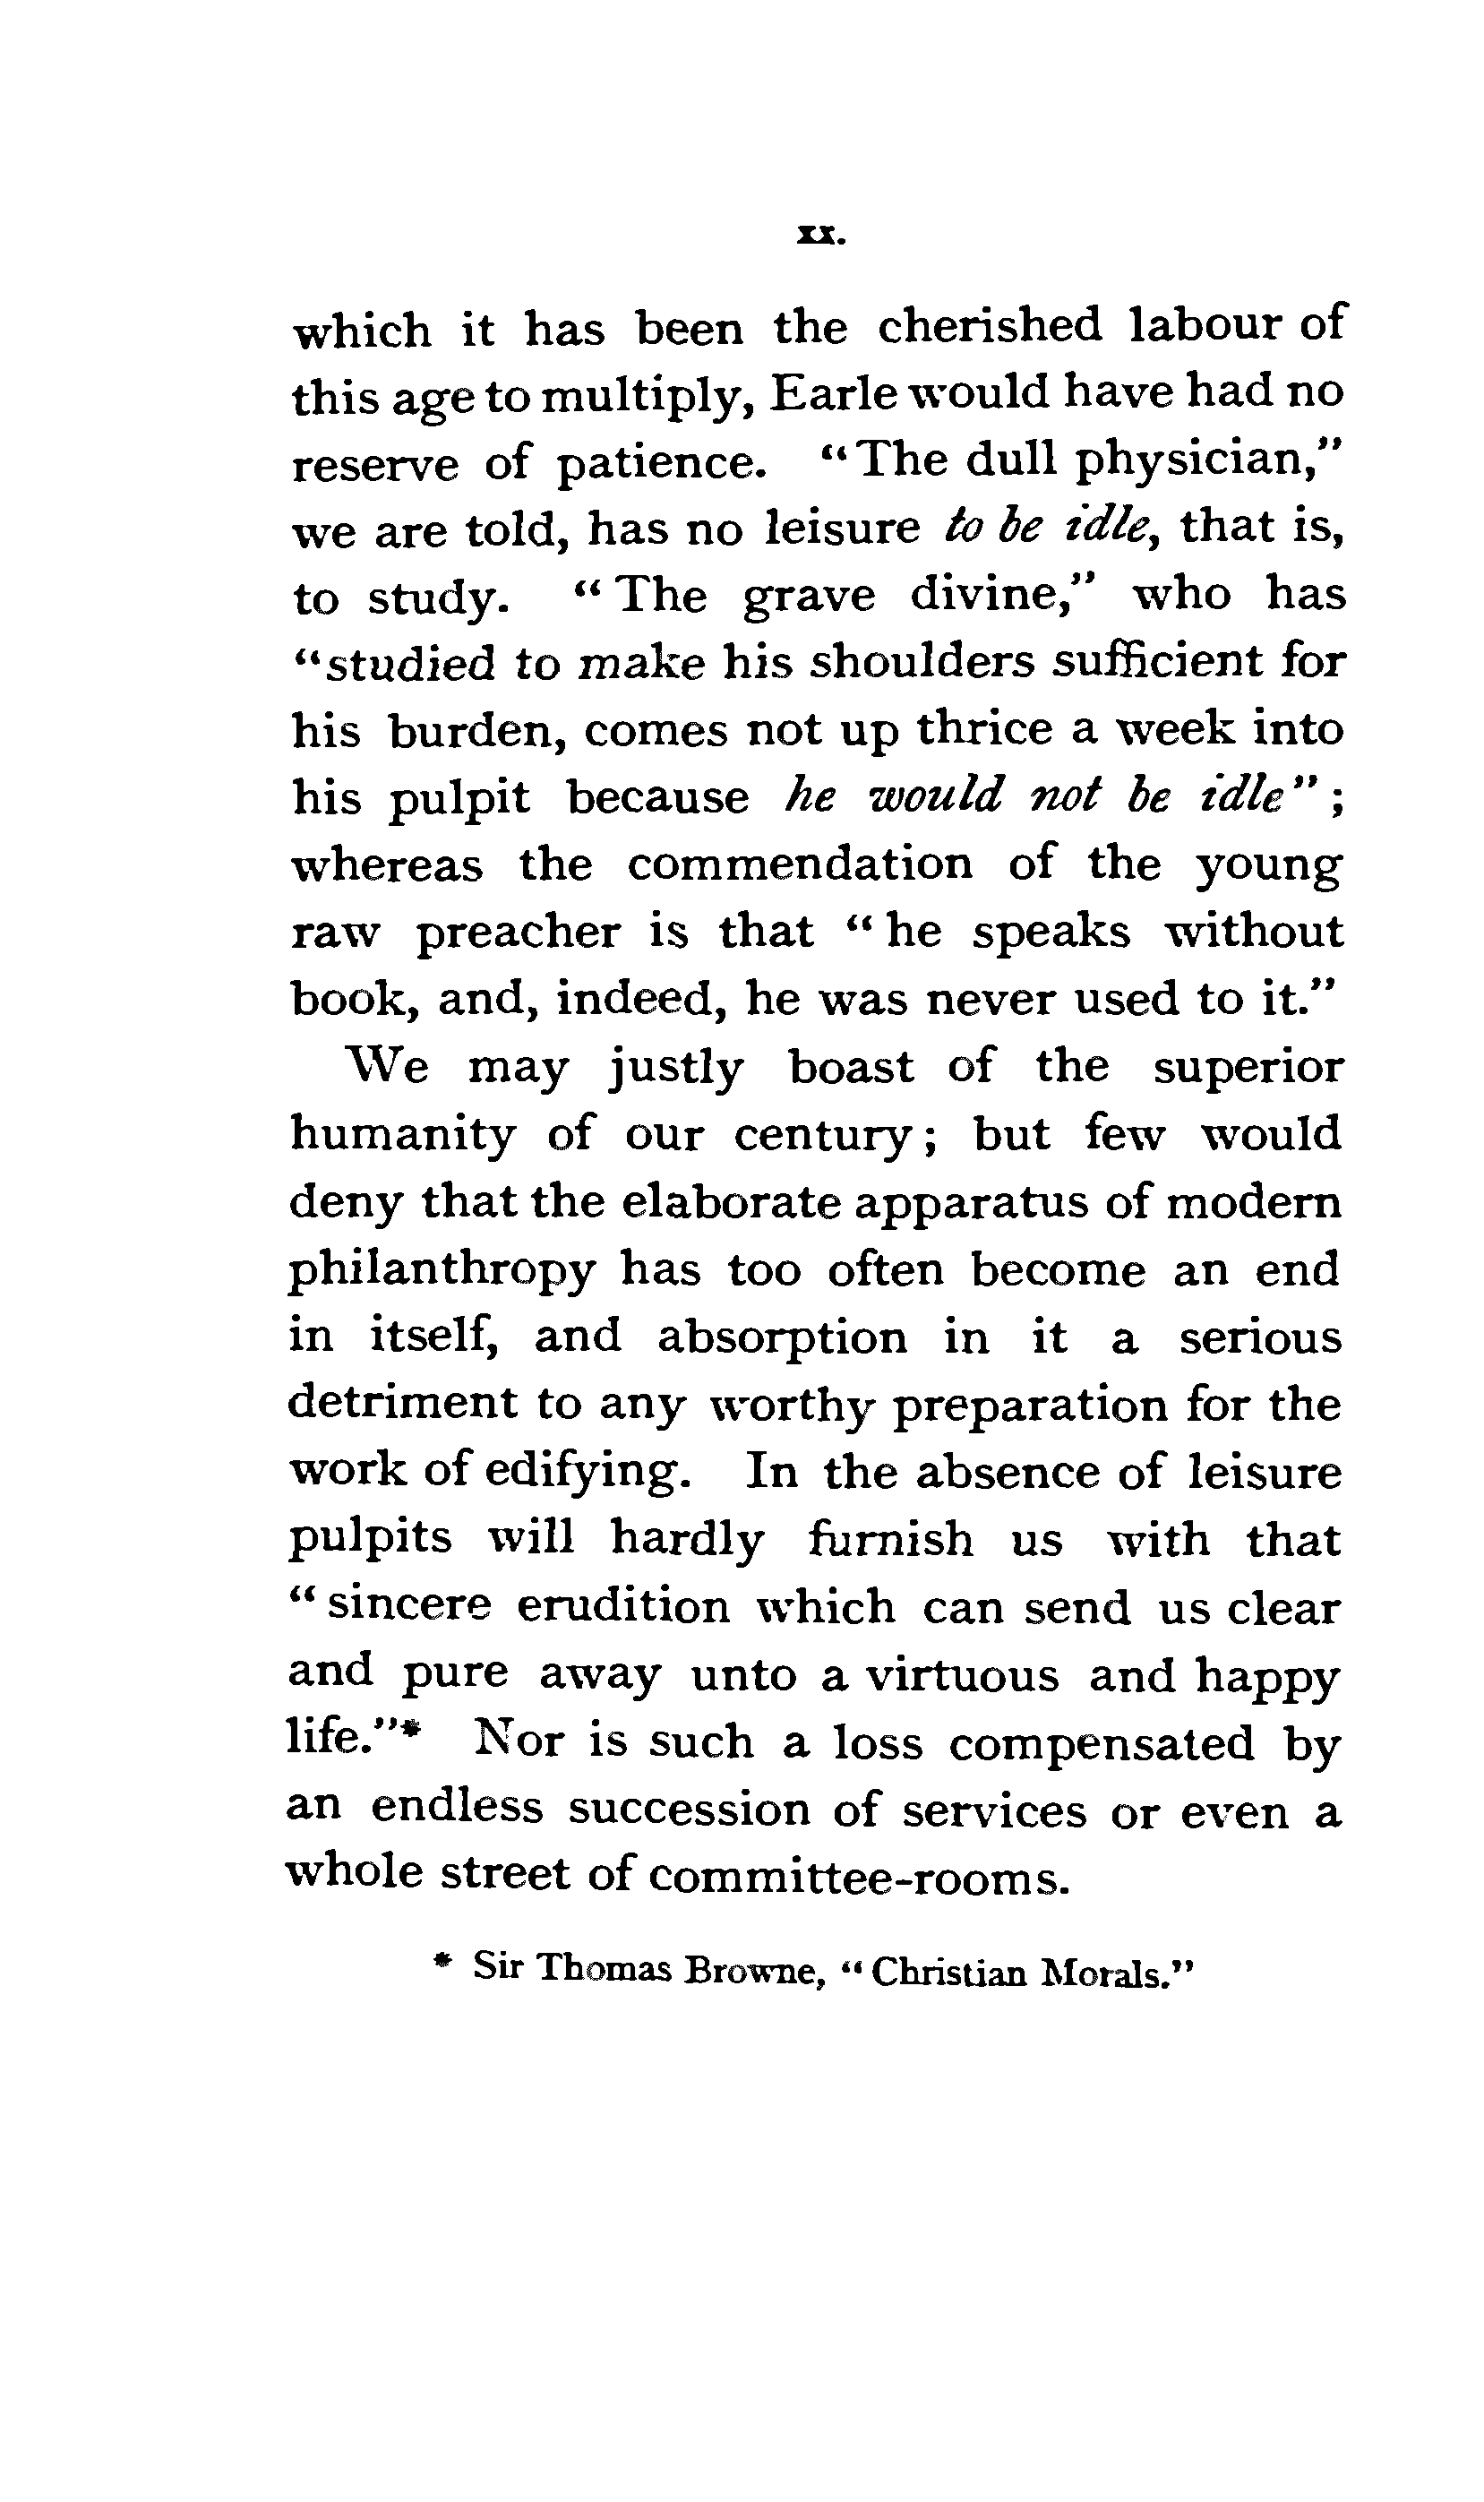 xx.
which it has been the cherished labour of
this age to multiply, Earle would have had no
reserve of patience. “The dull physician,”
we are told, has no leisure to be idle, that is,
to study. “The grave divine,” who has
“studied to make his shoulders sufficient for
his burden, comes not up thrice a week into
his pulpit because he would not be idle”;
whereas the commendation of the young
raw preacher is that “he speaks without
book, and, indeed, he was never used to it.”
We may justly boast of the superior
humanity of our century; but few would
deny that the elaborate apparatus of modern
philanthropy has too often become an end
in itself, and absorption in it a serious
detriment to any worthy preparation for the
work of edifying. In the absence of leisure
pulpits will hardly furnish us with that
“sincere erudition which can send us clear
and pure away unto a virtuous and happy
life.”* Nor is such a loss compensated by
an endless succession of services or even a
whole street of committee-rooms.
* Sir Thomas Browne, “Christian Morals.”